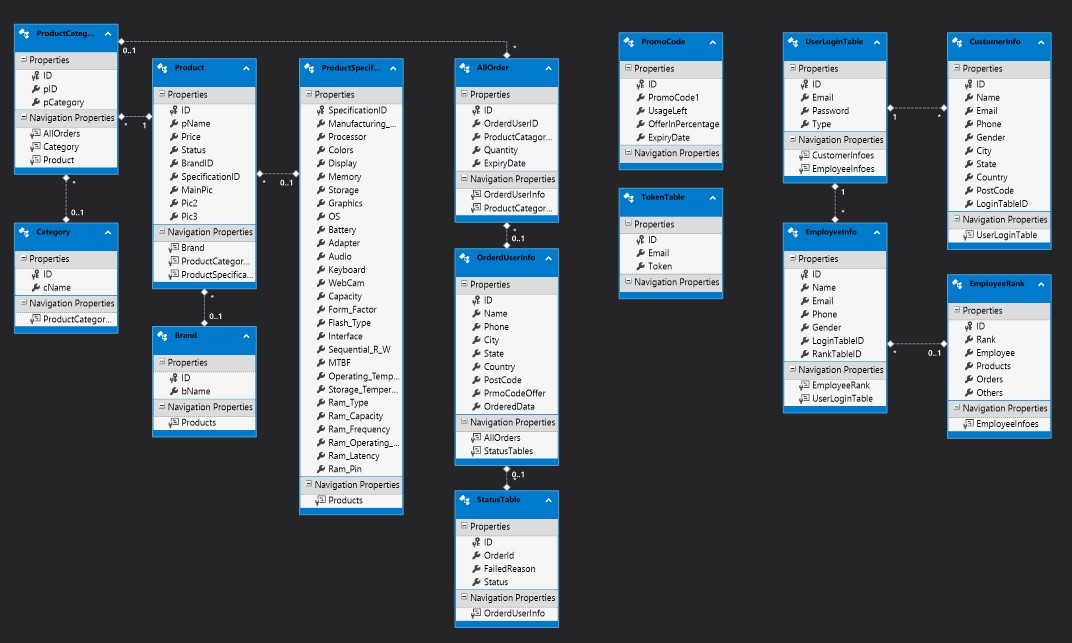 ProductCateg...
Properties
ID
pID
pCategory
Navigation Properties
AllOrders
Category
Product
0..1
*
*
1
*
0..1
Category
Properties
ID
cName
Navigation Properties
ProductCategor...
Product
Properties
ID
pName
Price
Status
BrandID
SpecificationID
MainPic
Pic2
Pic3
Navigation Properties
Brand
ProductCategor...
ProductSpecifica...
*
0..1
*
0..1
Brand
Properties
ID
bName
Navigation Properties
Products
ProductSpecif...
Properties
SpecificationID
Manufacturing_...
Processor
Colors
Display
Memory
Storage
Graphics
OS
Battery
Adapter
Audio
Keyboard
WebCam
Capacity
Form_Factor
Flash_Type
Interface
Sequential_R_W
MTBF
Operating_Temp...
Storage_Temper...
Ram_Type
Ram_Capacity
Ram_Frequency
Ram_Operating_...
Ram_Latency
Ram_Pin
Navigation Properties
Products
AllOrder
Properties
ID
OrderdUserID
ProductCatagor...
Quantity
ExpiryDate
Navigation Properties
OrderdUserInfo
ProductCategor...
*
0..1
OrderdUserInfo
Properties
ID
Name
Phone
City
State
Country
PostCode
PrmoCodeOffer
OrderedData
Navigation Properties
AllOrders
StatusTables
0..1
*
StatusTable
Properties
ID
OrderId
FailedReason
Status
Navigation Properties
OrderdUserInfo
PromoCode
Properties
ID
PromoCode1
UsageLeft
OfferInPercentage
ExpiryDate
Navigation Properties
TokenTable
Properties
ID
Email
Token
Navigation Properties
UserLoginTable
Properties
ID
Email
Password
Type
Navigation Properties
CustomerInfoes
EmployeeInfoes
1
*
1
*
EmployeeInfo
Properties
ID
Name
Email
Phone
Gender
LoginTableID
RankTableID
Navigation Properties
EmployeeRank
UserLoginTable
*
0..1
CustomerInfo
Properties
ID
Name
Email
Phone
Gender
City
State
Country
PostCode
LoginTableID
Navigation Properties
UserLoginTable
EmployeeRank
Properties
ID
Rank
Employee
Products
Orders
Others
Navigation Properties
EmployeeInfoes